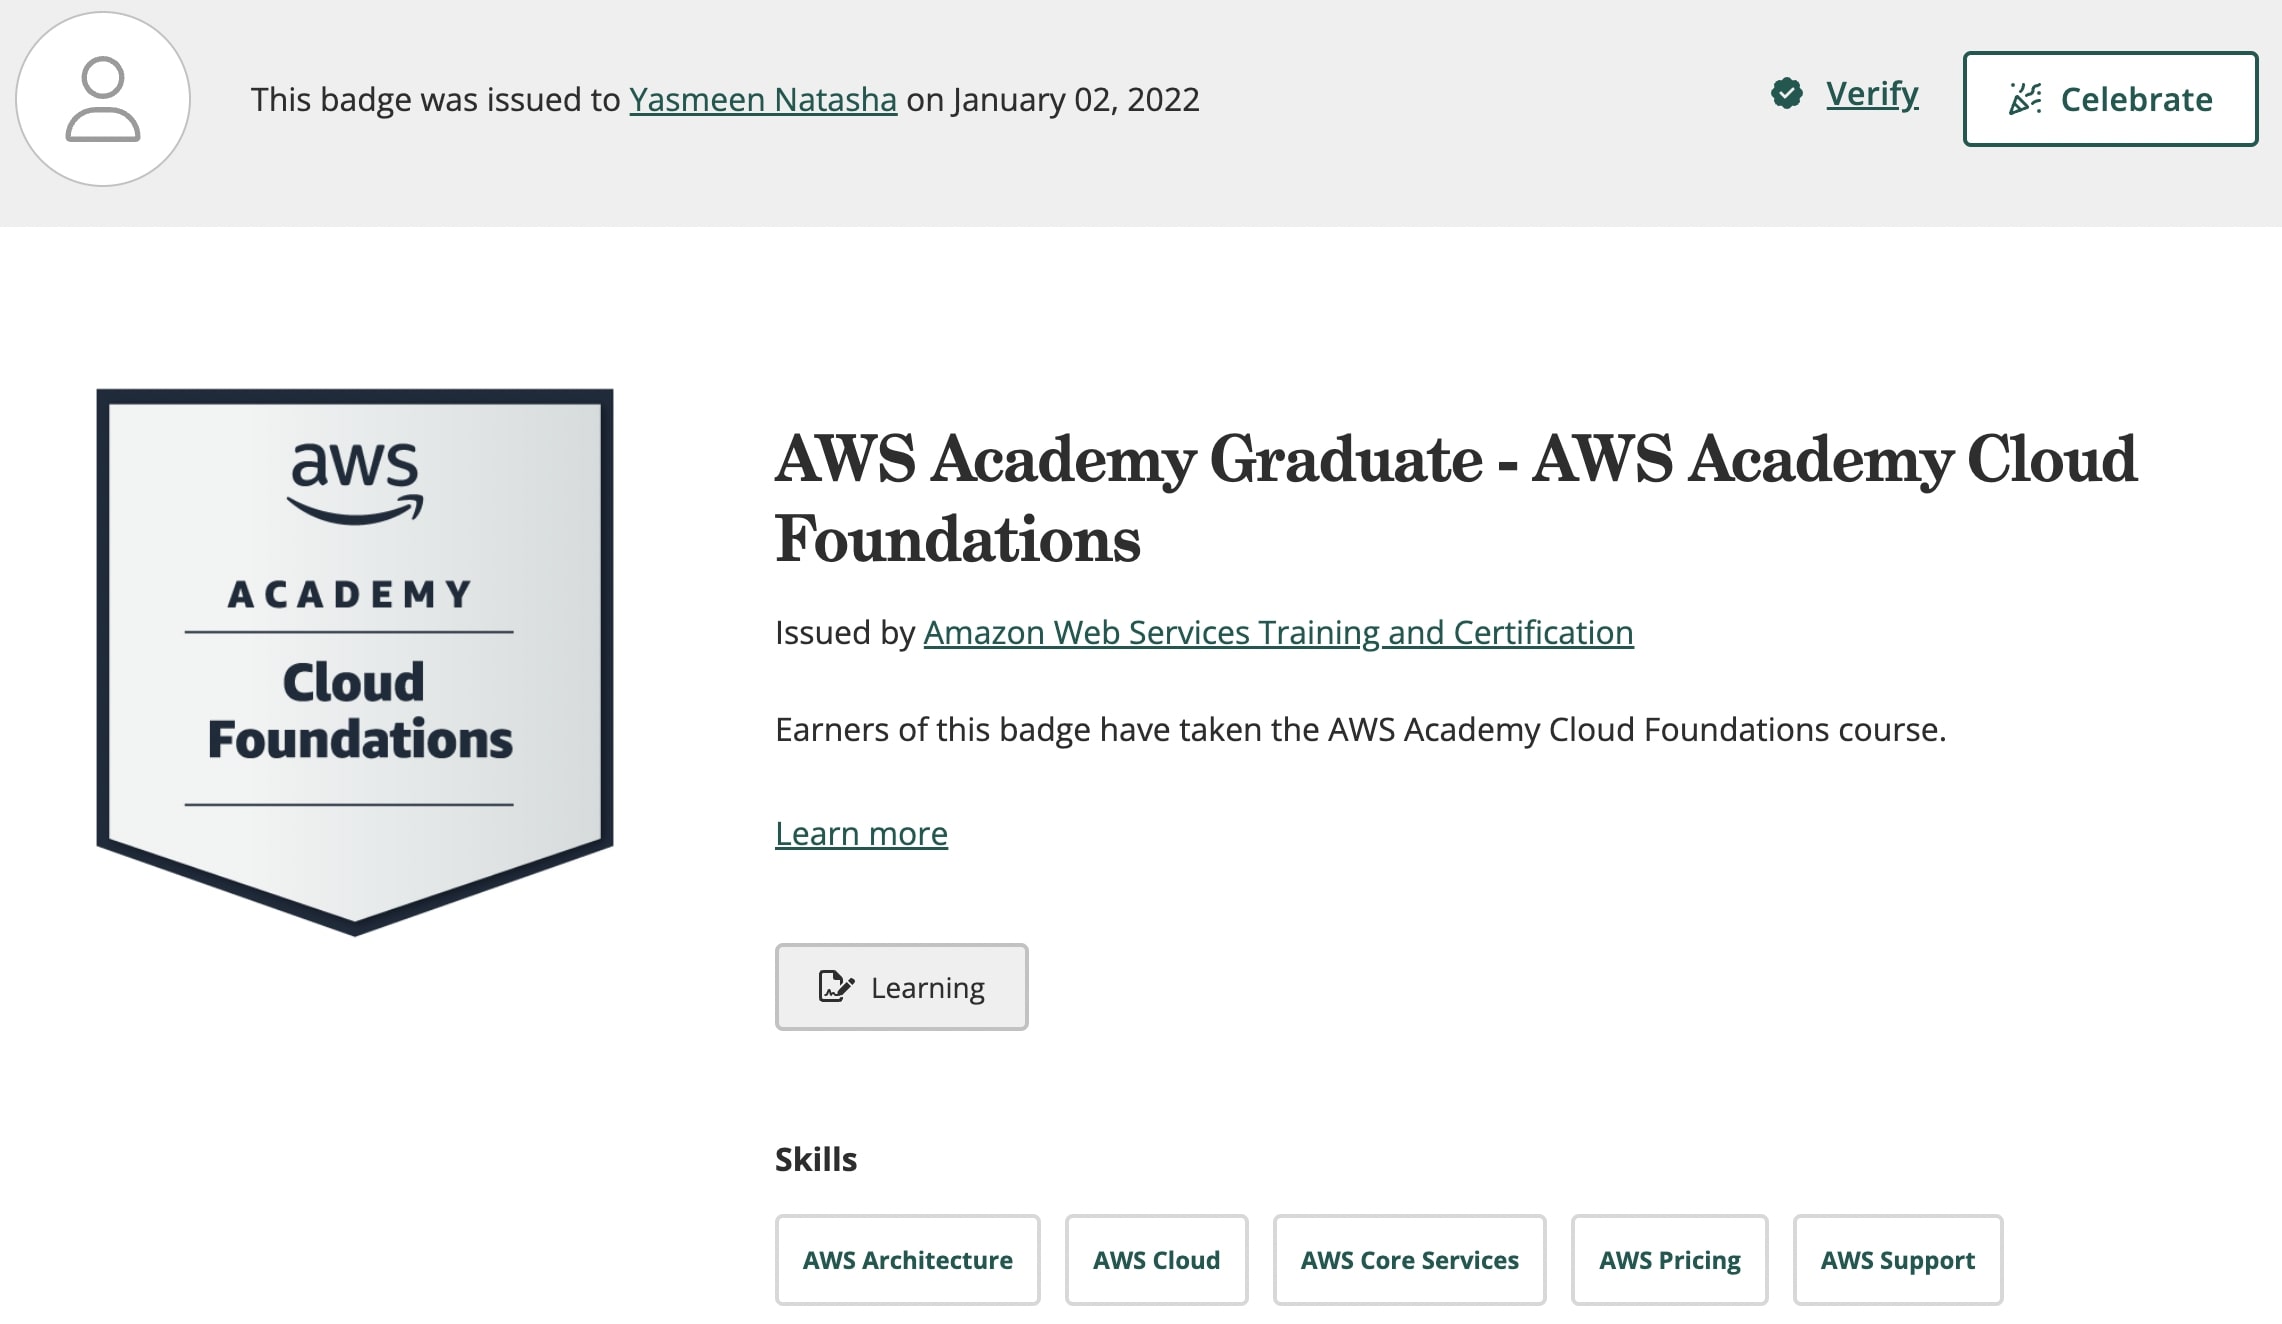 This badge was issued to Yasmeen Natasha on January 02, 2022
Verify
Celebrate
aws
ACADEMY
Cloud
Foundations
AWS Academy Graduate - AWS Academy Cloud
Foundations
Issued by Amazon Web Services Training and Certification
Earners of this badge have taken the AWS Academy Cloud Foundations course.
Learn more
Learning
Skills
AWS Architecture
AWS Cloud
AWS Core Services
AWS Pricing
AWS Support